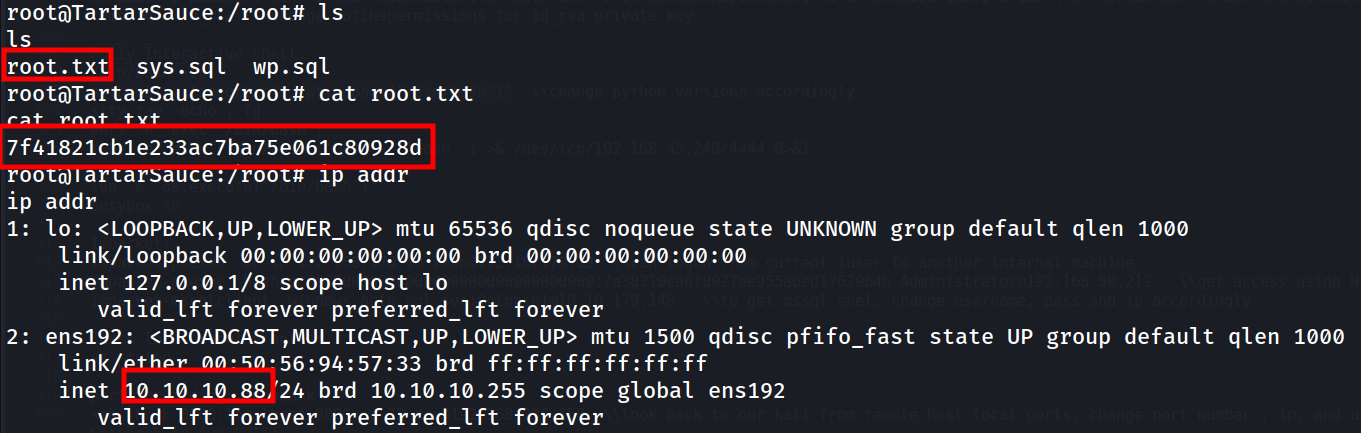 root@TartarSauce:/root# ls
ls
root.txt  sys.sql  wp.sql
root@TartarSauce:/root# cat root.txt
cat root.txt
7f41821cb1e233ac7ba75e061c80928d
root@TartarSauce:/root# ip addr
ip addr
1: lo: <LOOPBACK,UP,LOWER_UP> mtu 65536 qdisc noqueue state UNKNOWN group default qlen 1000
    link/loopback 00:00:00:00:00:00 brd 00:00:00:00:00:00
    inet 127.0.0.1/8 scope host lo
       valid_lft forever preferred_lft forever
2: ens192: <BROADCAST,MULTICAST,UP,LOWER_UP> mtu 1500 qdisc pfifo_fast state UP group default qlen 1000
    link/ether 00:50:56:94:57:33 brd ff:ff:ff:ff:ff:ff
    inet 10.10.10.88/24 brd 10.10.10.255 scope global ens192
       valid_lft forever preferred_lft forever